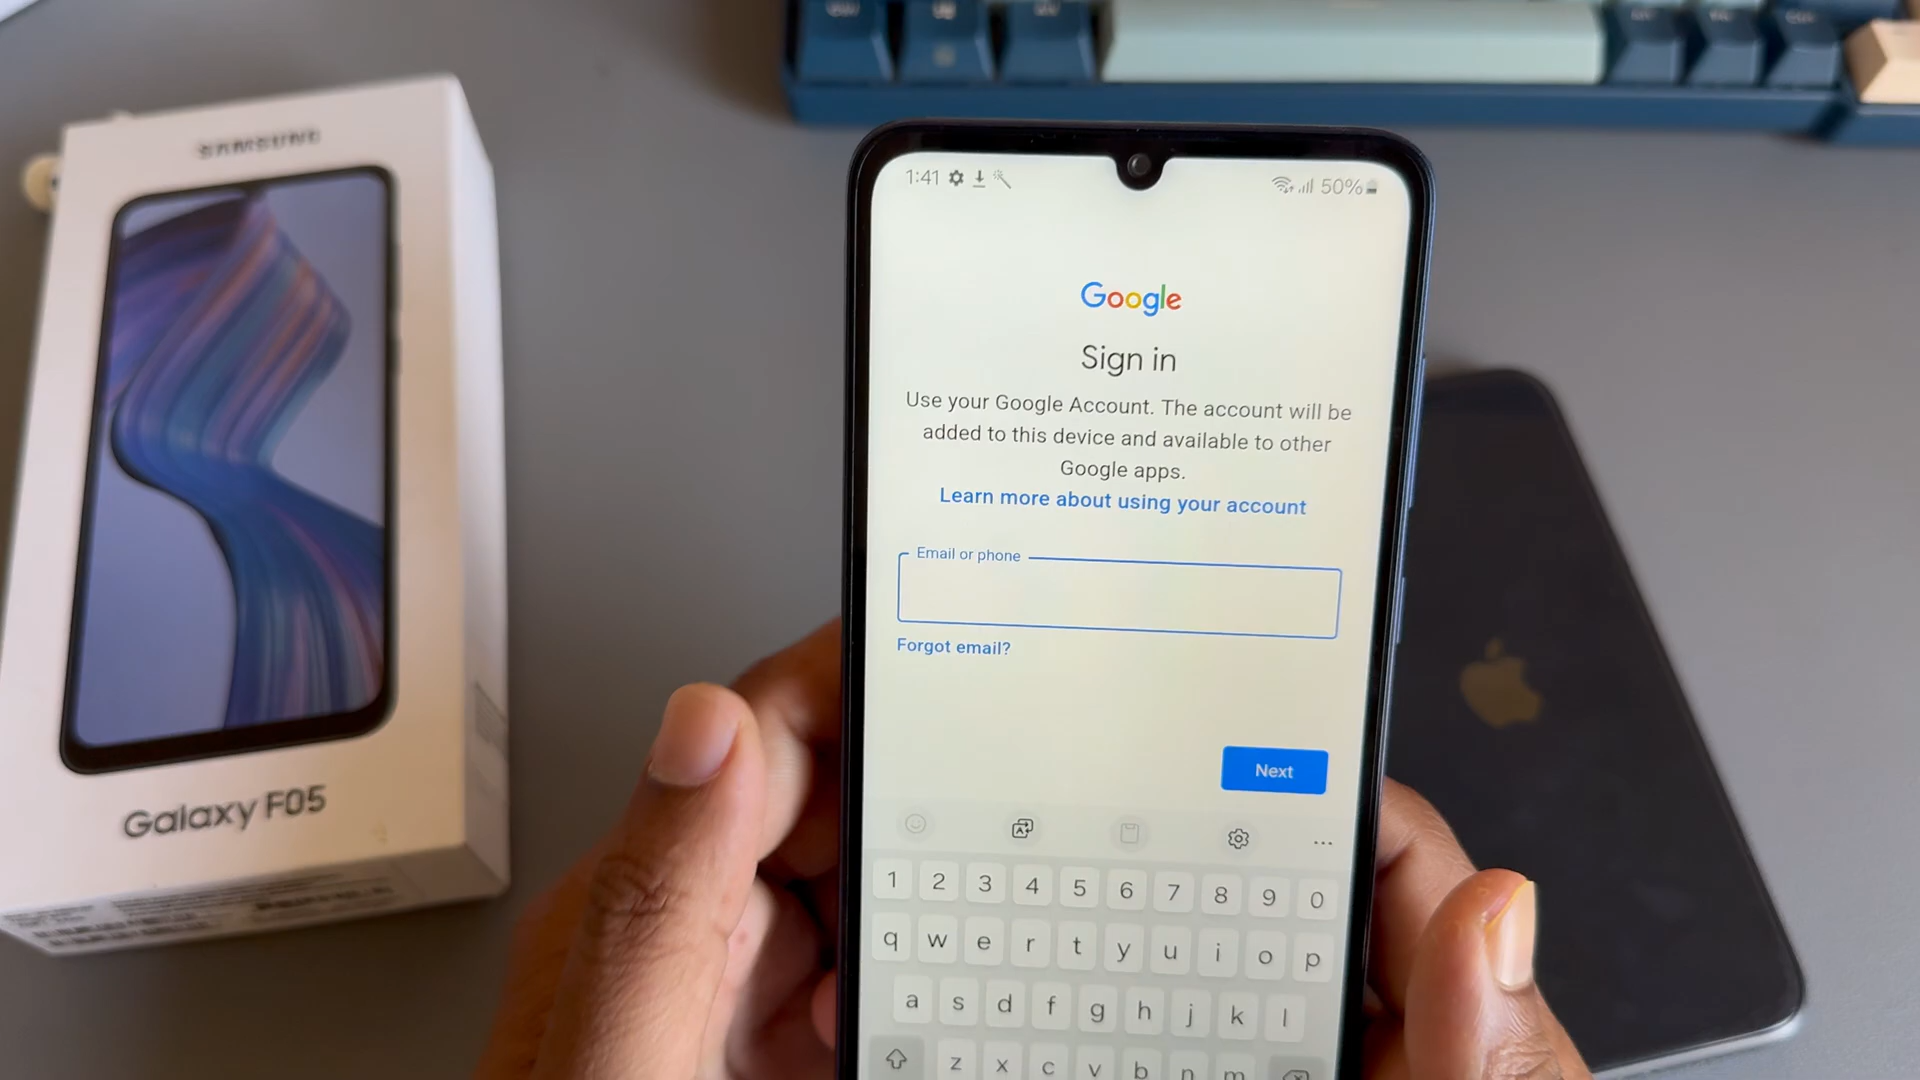 SAMSUNG
Galaxy F05
1:41
50%
Google
Sign in
Use your Google Account. The account will be
added to this device and available to other
Google apps.
Learn more about using your account
Email or phone
Forgot email?
Next
1 2 3 4 5 6 7 8 9 0
q w e r t y u i o p
a s d f g h j k l
z x c v b n m